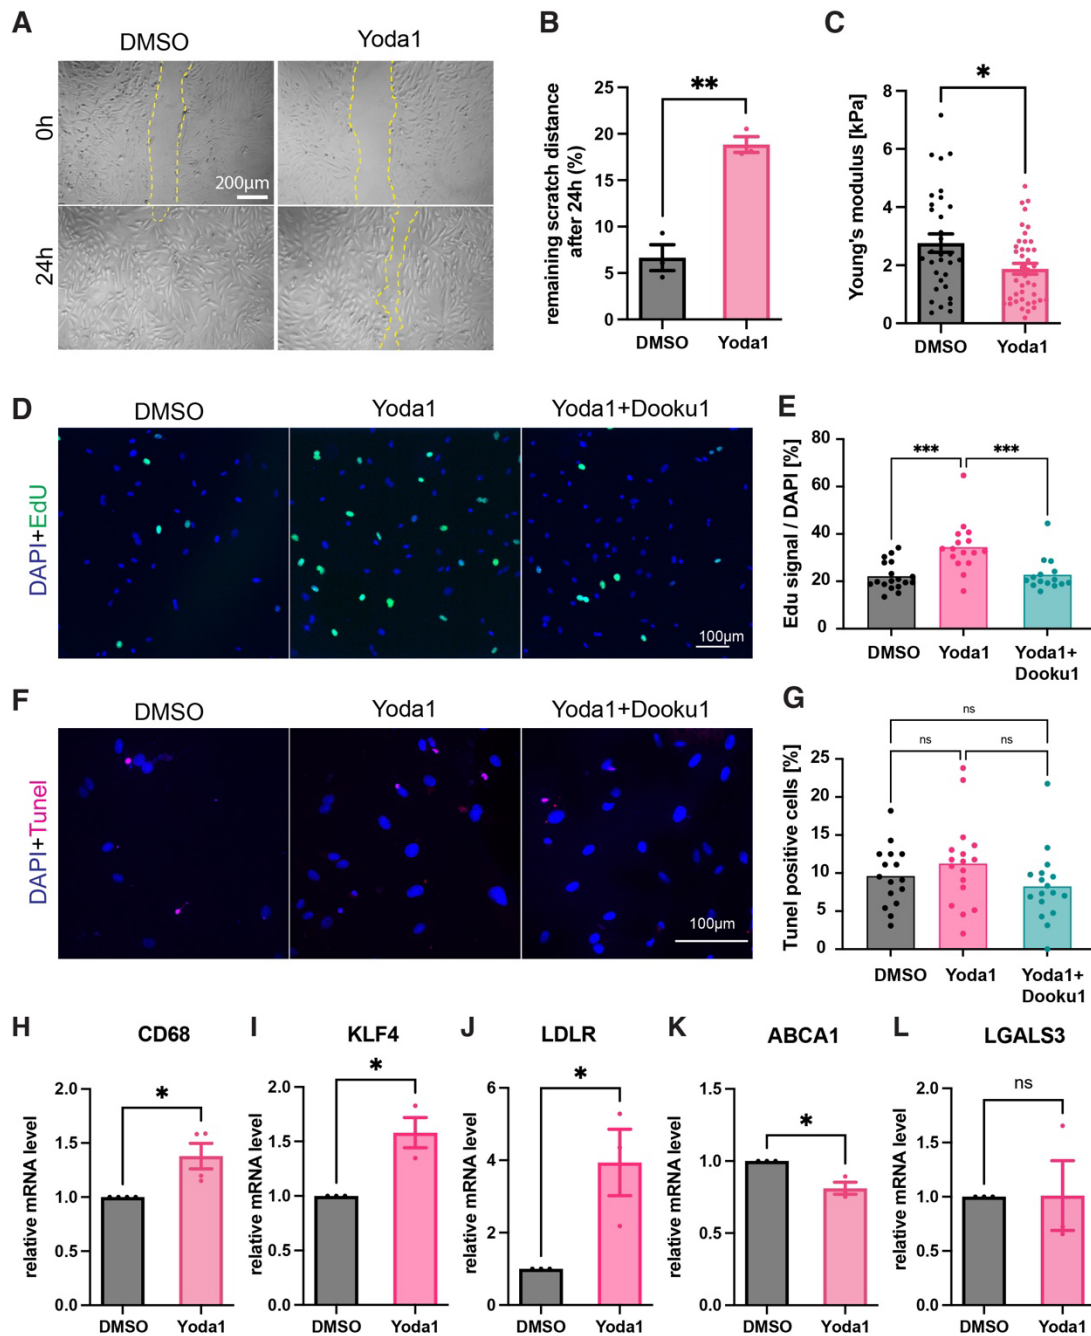 A
DMSO
Yoda1
0h
200µm
24h
B
remaining scratch distance
after 24h (%)
25
20
15
10
5
0
**
DMSO
Yoda1
C
Young's modulus [kPa]
8
6
4
2
0
*
DMSO
Yoda1
D
DMSO
Yoda1
Yoda1+Dooku1
DAPI+EdU
100µm
E
Edu signal / DAPI [%]
80
60
40
20
0
***
***
DMSO
Yoda1
Yoda1+
Dooku1
F
DMSO
Yoda1
Yoda1+Dooku1
DAPI+Tunel
100µm
G
Tunel positive cells [%]
25
20
15
10
5
0
ns
ns
ns
DMSO
Yoda1
Yoda1+
Dooku1
H
CD68
relative mRNA level
2.0
1.5
1.0
0.5
0.0
*
DMSO
Yoda1
I
KLF4
relative mRNA level
2.0
1.5
1.0
0.5
0.0
*
DMSO
Yoda1
J
LDLR
relative mRNA level
6
4
2
0
*
DMSO
Yoda1
K
ABCA1
relative mRNA level
1.5
1.0
0.5
0.0
*
DMSO
Yoda1
L
LGALS3
relative mRNA level
2.0
1.5
1.0
0.5
0.0
ns
DMSO
Yoda1